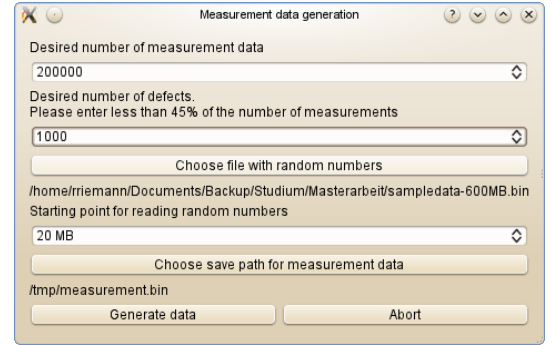 Measurement data generation
Desired number of measurement data
200000
Desired number of defects.
Please enter less than 45% of the number of measurements
1000
Choose file with random numbers
/home/rriemann/Documents/Backup/Studium/Masterarbeit/sampledata-600MB.bin
Starting point for reading random numbers
20 MB
Choose save path for measurement data
/tmp/measurement.bin
Generate data Abort